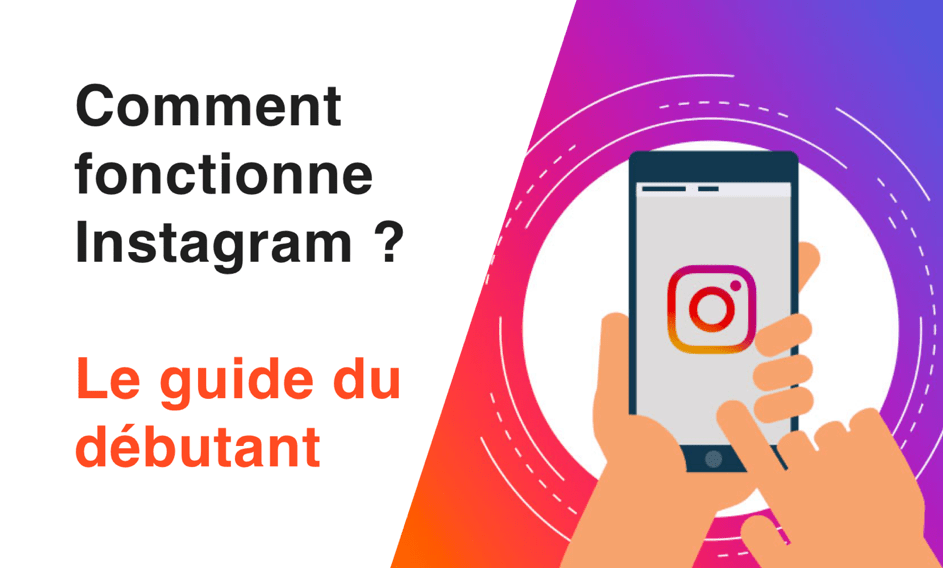 Comment
fonctionne
Instagram ?
Le guide du
débutant